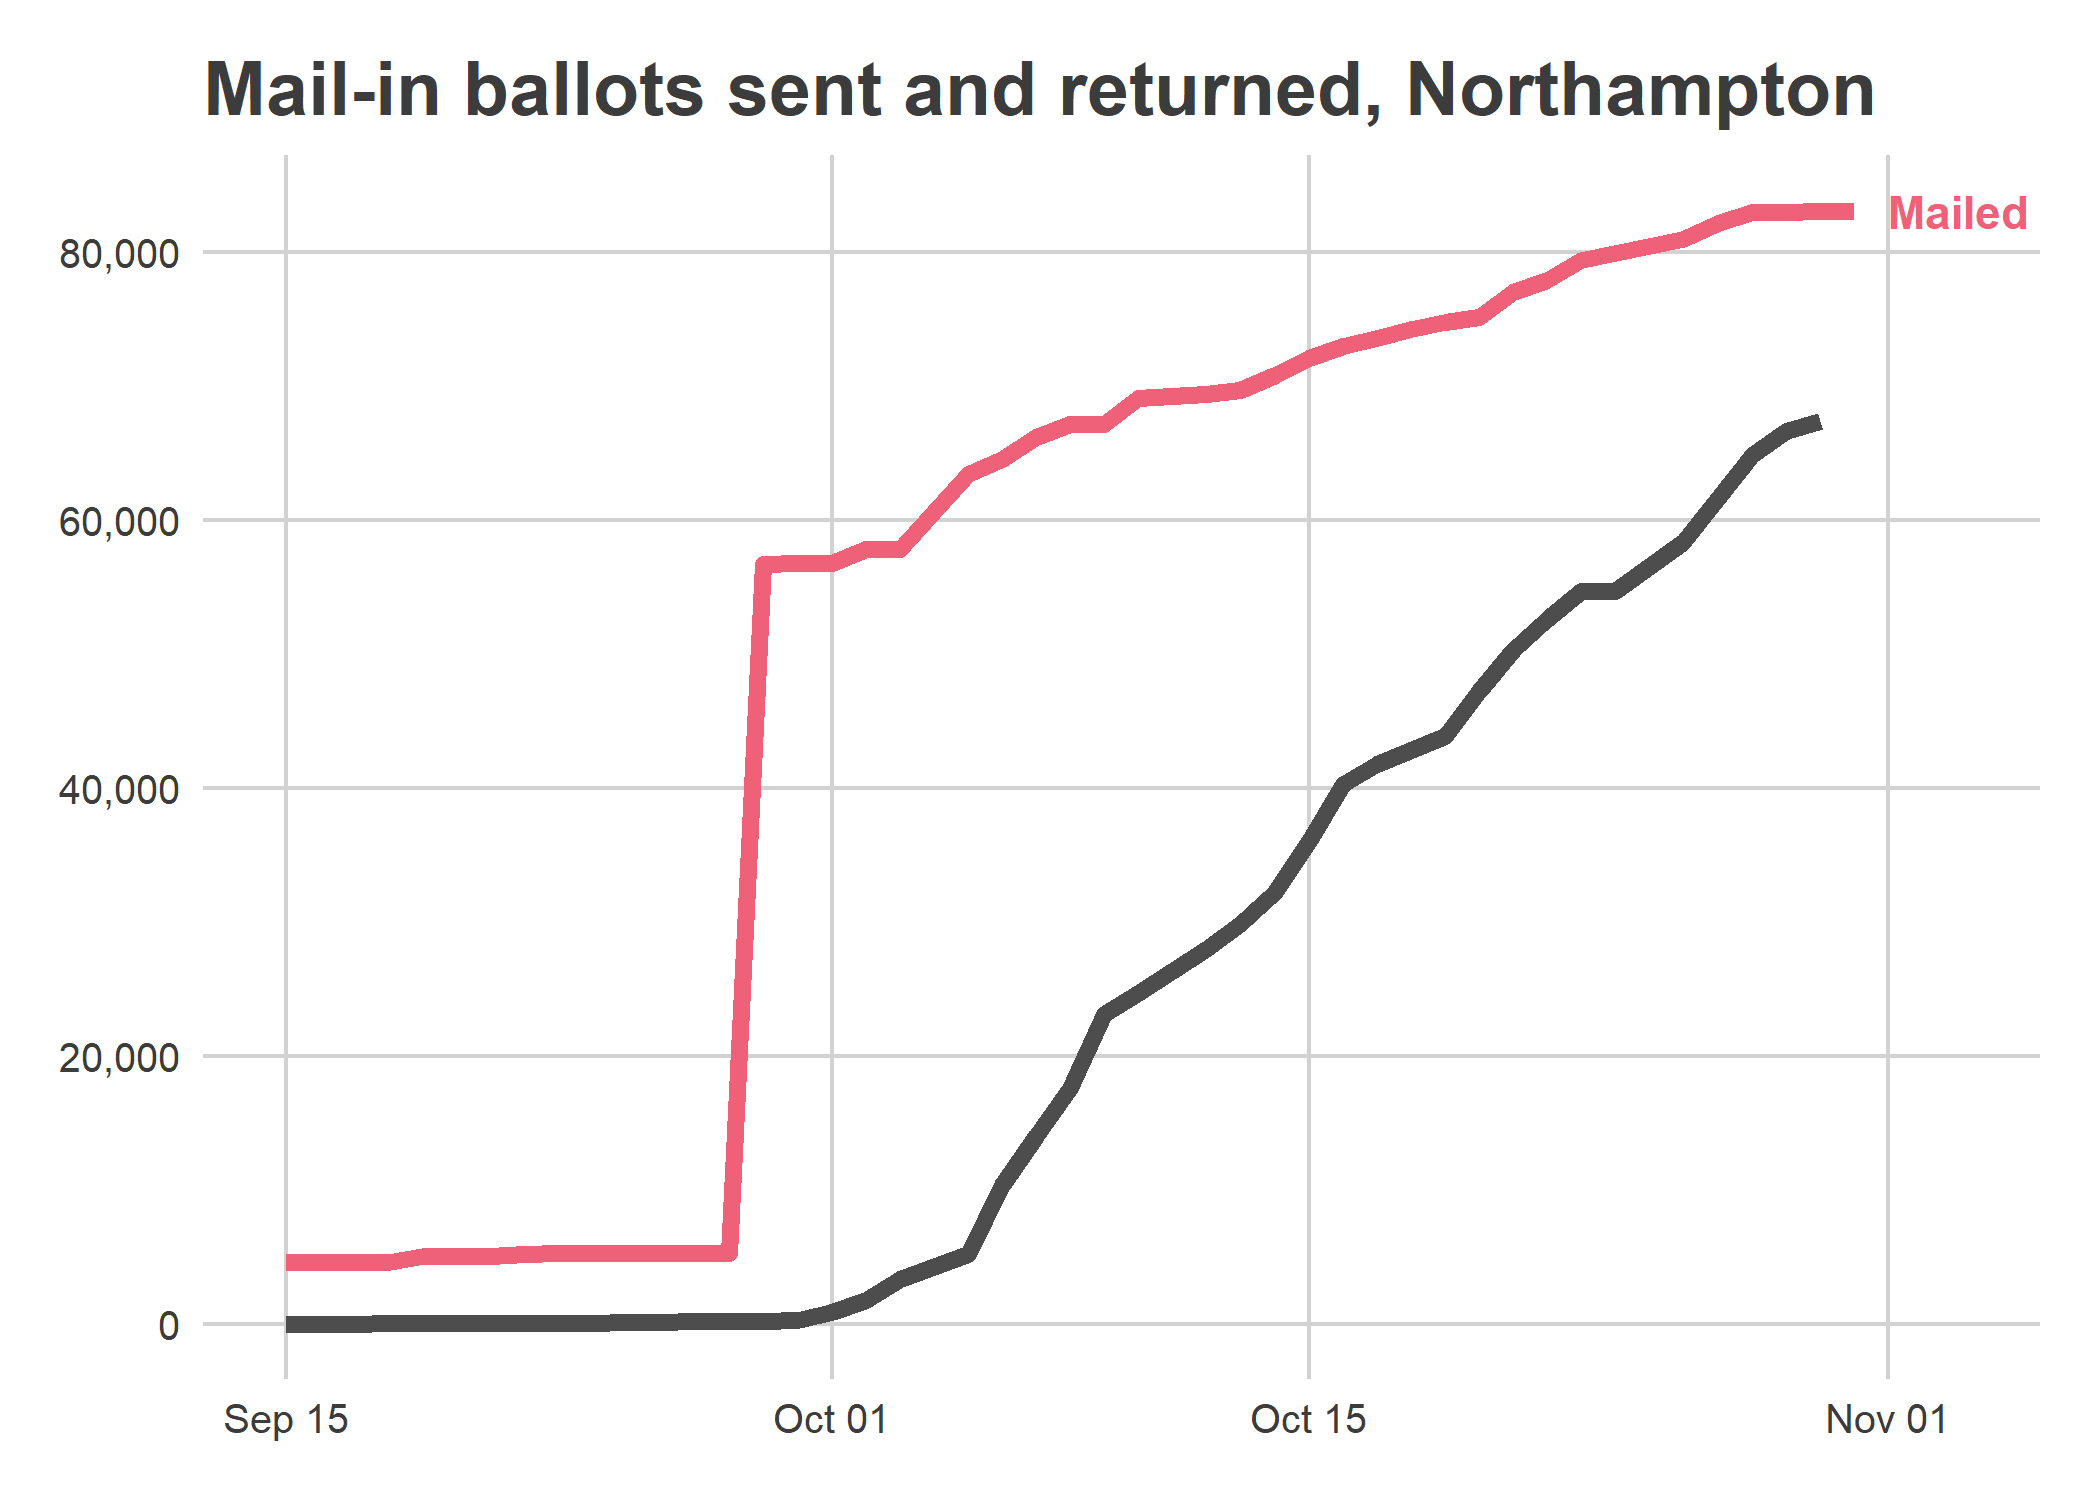 Mail-in ballots sent and returned, Northampton
Mailed
80,000
60,000
40,000
20,000
0
Sep 15
Oct 01
Oct 15
Nov 01